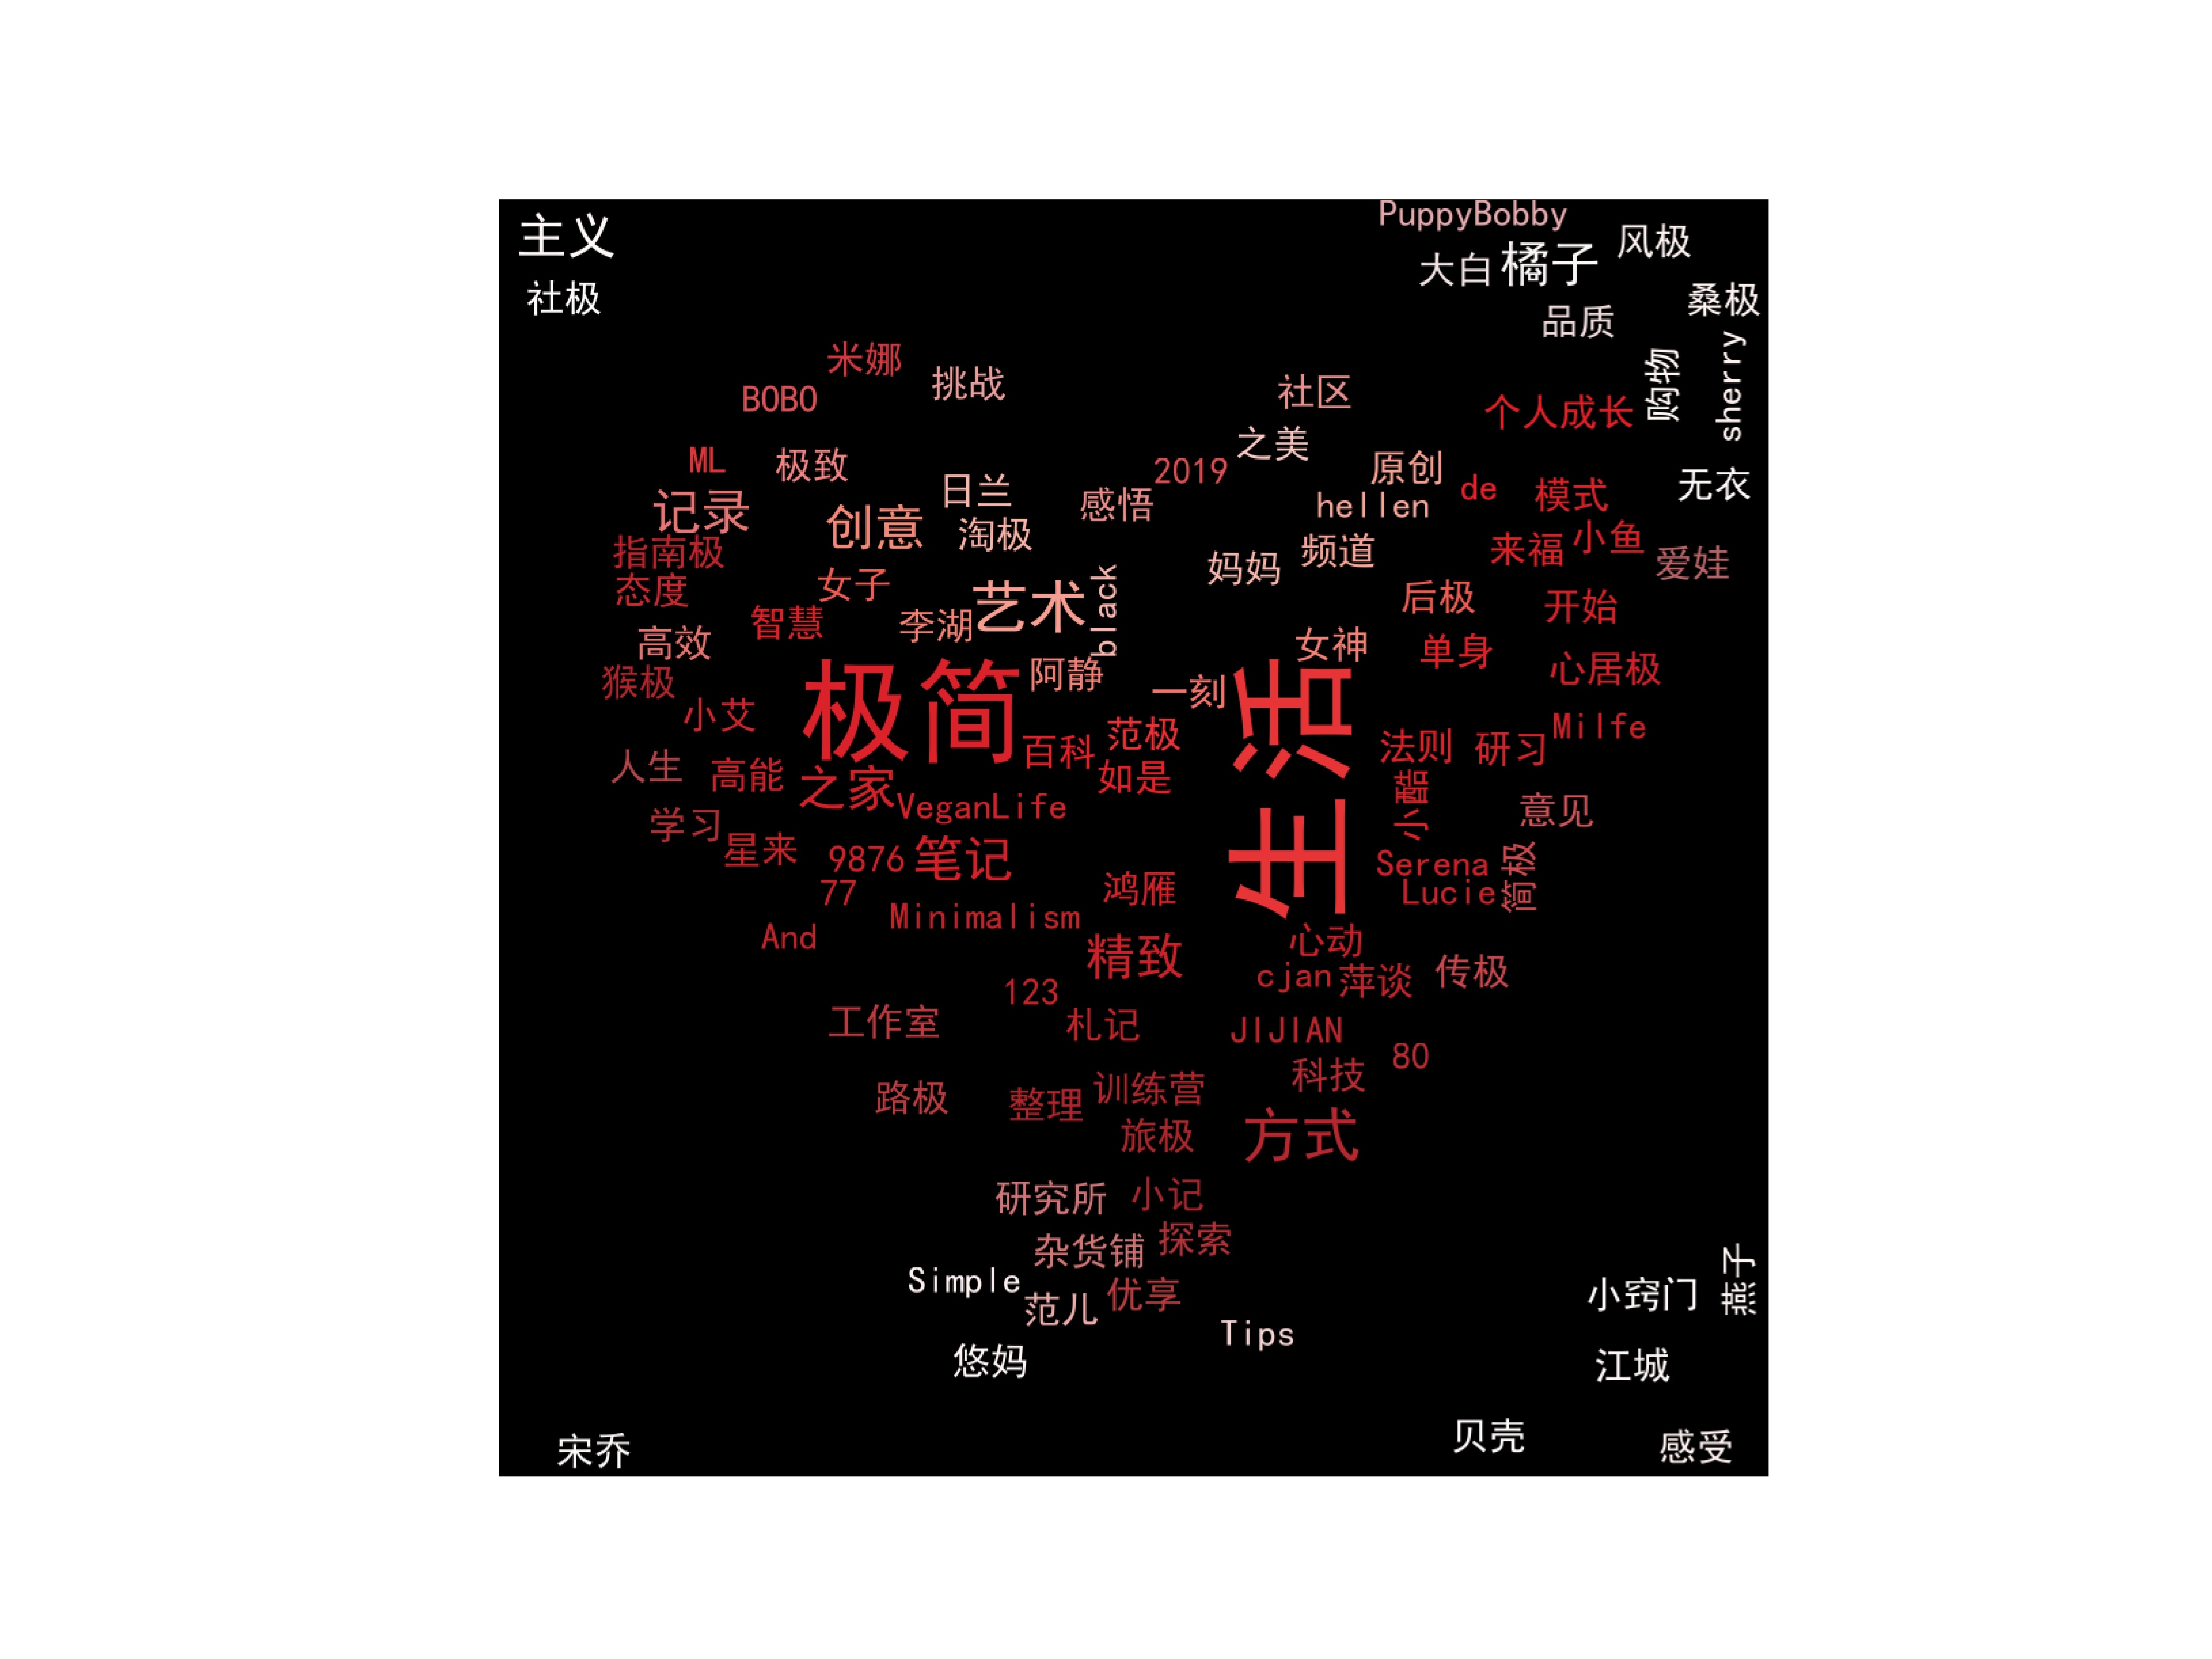 PuppyBobby
主义
风极
大白
橘子
社极
桑极
品质
米娜
挑战
BOBO
社区
个人成长
购物
sherry
之美
ML
极致
2019
原创
日兰
感悟
hellen
de
模式
无衣
记录
创意
淘极
指南极
妈妈
频道
来福
小鱼
爱娃
态度
女子
艺术
black
后极
开始
智慧
李湖
高效
女神
单身
猴极
阿静
心居极
极简
一刻
生活
小艾
百科
范极
法则
研习
Milfe
人生
高能
之家
如是
VeganLife
意见
学习
星来
9876
笔记
Serena
简极
77
鸿雁
Lucie
Minimalism
And
精致
心动
cjan
萍谈
传极
123
工作室
札记
JIJIAN
80
科技
路极
整理
训练营
旅极
方式
研究所
小记
杂货铺
探索
Simple
范儿
优享
小窍门
燕子
Tips
悠妈
江城
宋乔
贝壳
感受